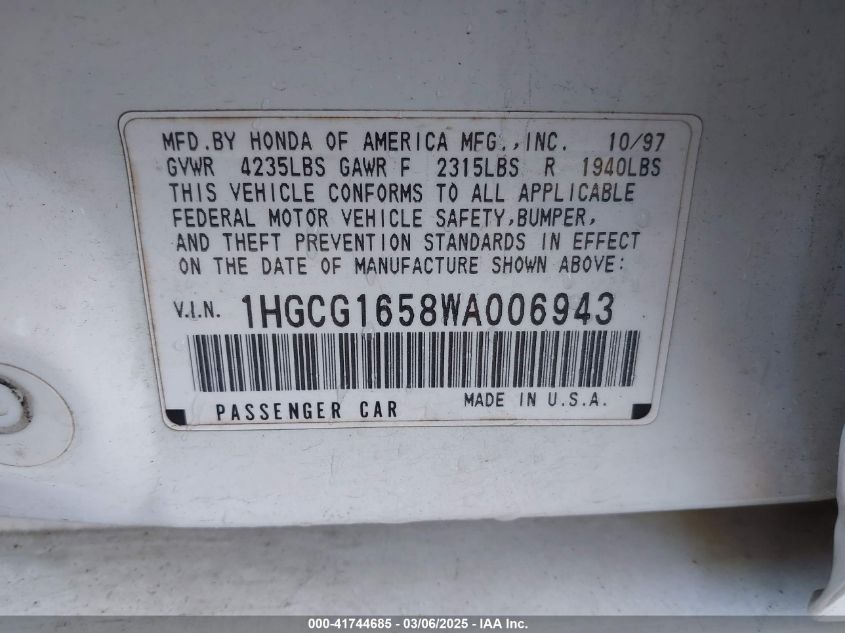 MFD.BY HONDA OF AMERICA MFG.,INC. 10/97
GVWR 4235LBS GAWR F 2315LBS R 1940LBS
THIS VEHICLE CONFORMS TO ALL APPLICABLE
FEDERAL MOTOR VEHICLE SAFETY,BUMPER,
AND THEFT PREVENTION STANDARDS IN EFFECT
ON THE DATE OF MANUFACTURE SHOWN ABOVE:
V.I.N. 1HGCG1658WA006943
PASSENGER CAR MADE IN U.S.A.
000-41744685 - 03/06/2025 - IAA Inc.